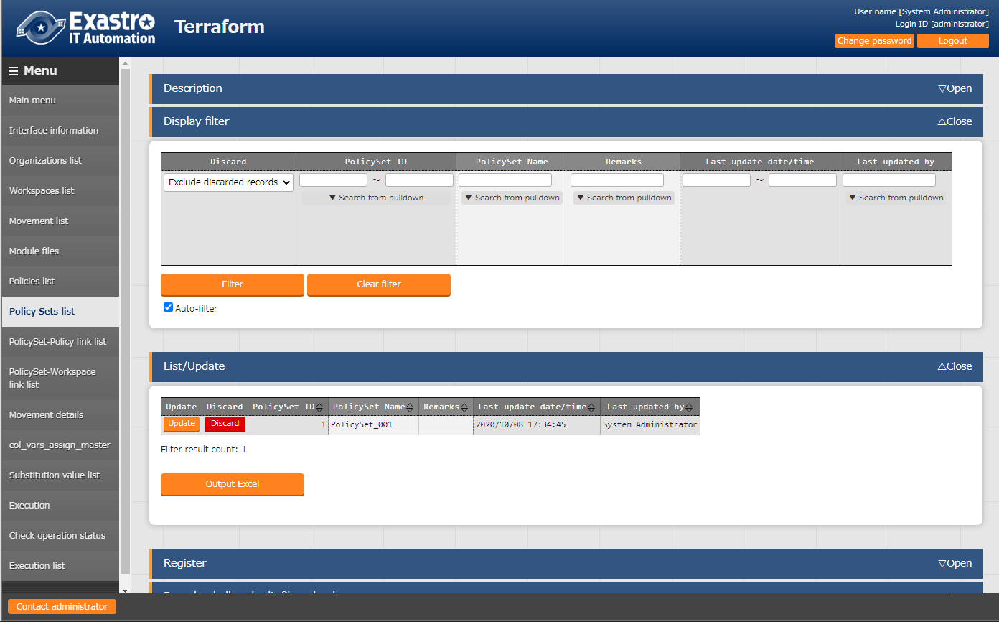 Exastro
IT Automation
Terraform
User name [System Administrator]
Login ID [administrator]
Change password
Logout
☰ Menu
Main menu
Interface information
Organizations list
Workspaces list
Movement list
Module files
Policies list
Policy Sets list
PolicySet-Policy link list
PolicySet-Workspace
link list
Movement details
col_vars_assign_master
Substitution value list
Execution
Check operation status
Execution list
Contact administrator
Description ▽Open
Display filter △Close
Discard PolicySet ID PolicySet Name Remarks Last update date/time Last updated by
Exclude discarded records ~ ~
▼ Search from pulldown ▼ Search from pulldown ▼ Search from pulldown ▼ Search from pulldown
Filter Clear filter
Auto-filter
List/Update △Close
Update Discard PolicySet ID PolicySet Name Remarks Last update date/time Last updated by
Update Discard 1 PolicySet_001 2020/10/08 17:34:45 System Administrator
Filter result count: 1
Output Excel
Register ▽Open